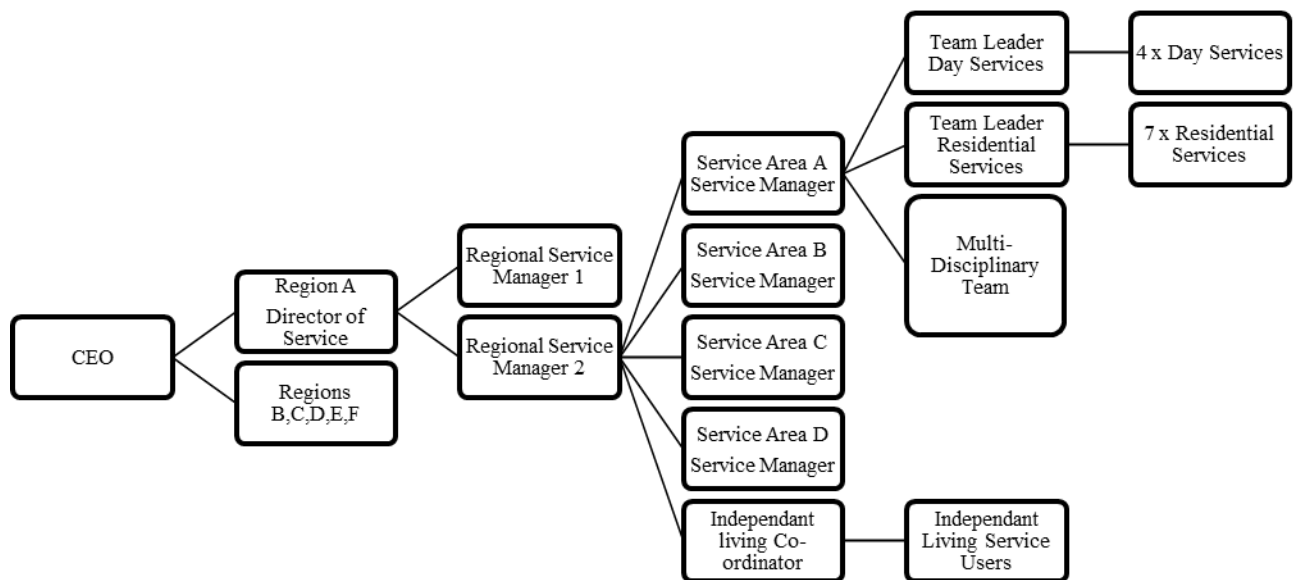 CEO
Region A
Director of
Service
Regions
B,C,D,E,F
Regional Service
Manager 1
Regional Service
Manager 2
Service Area A
Service Manager
Service Area B
Service Manager
Service Area C
Service Manager
Service Area D
Service Manager
Independant
living Co-
ordinator
Team Leader
Day Services
Team Leader
Residential
Services
Multi-
Disciplinary
Team
Independant
Living Service
Users
4 x Day Services
7 x Residential
Services